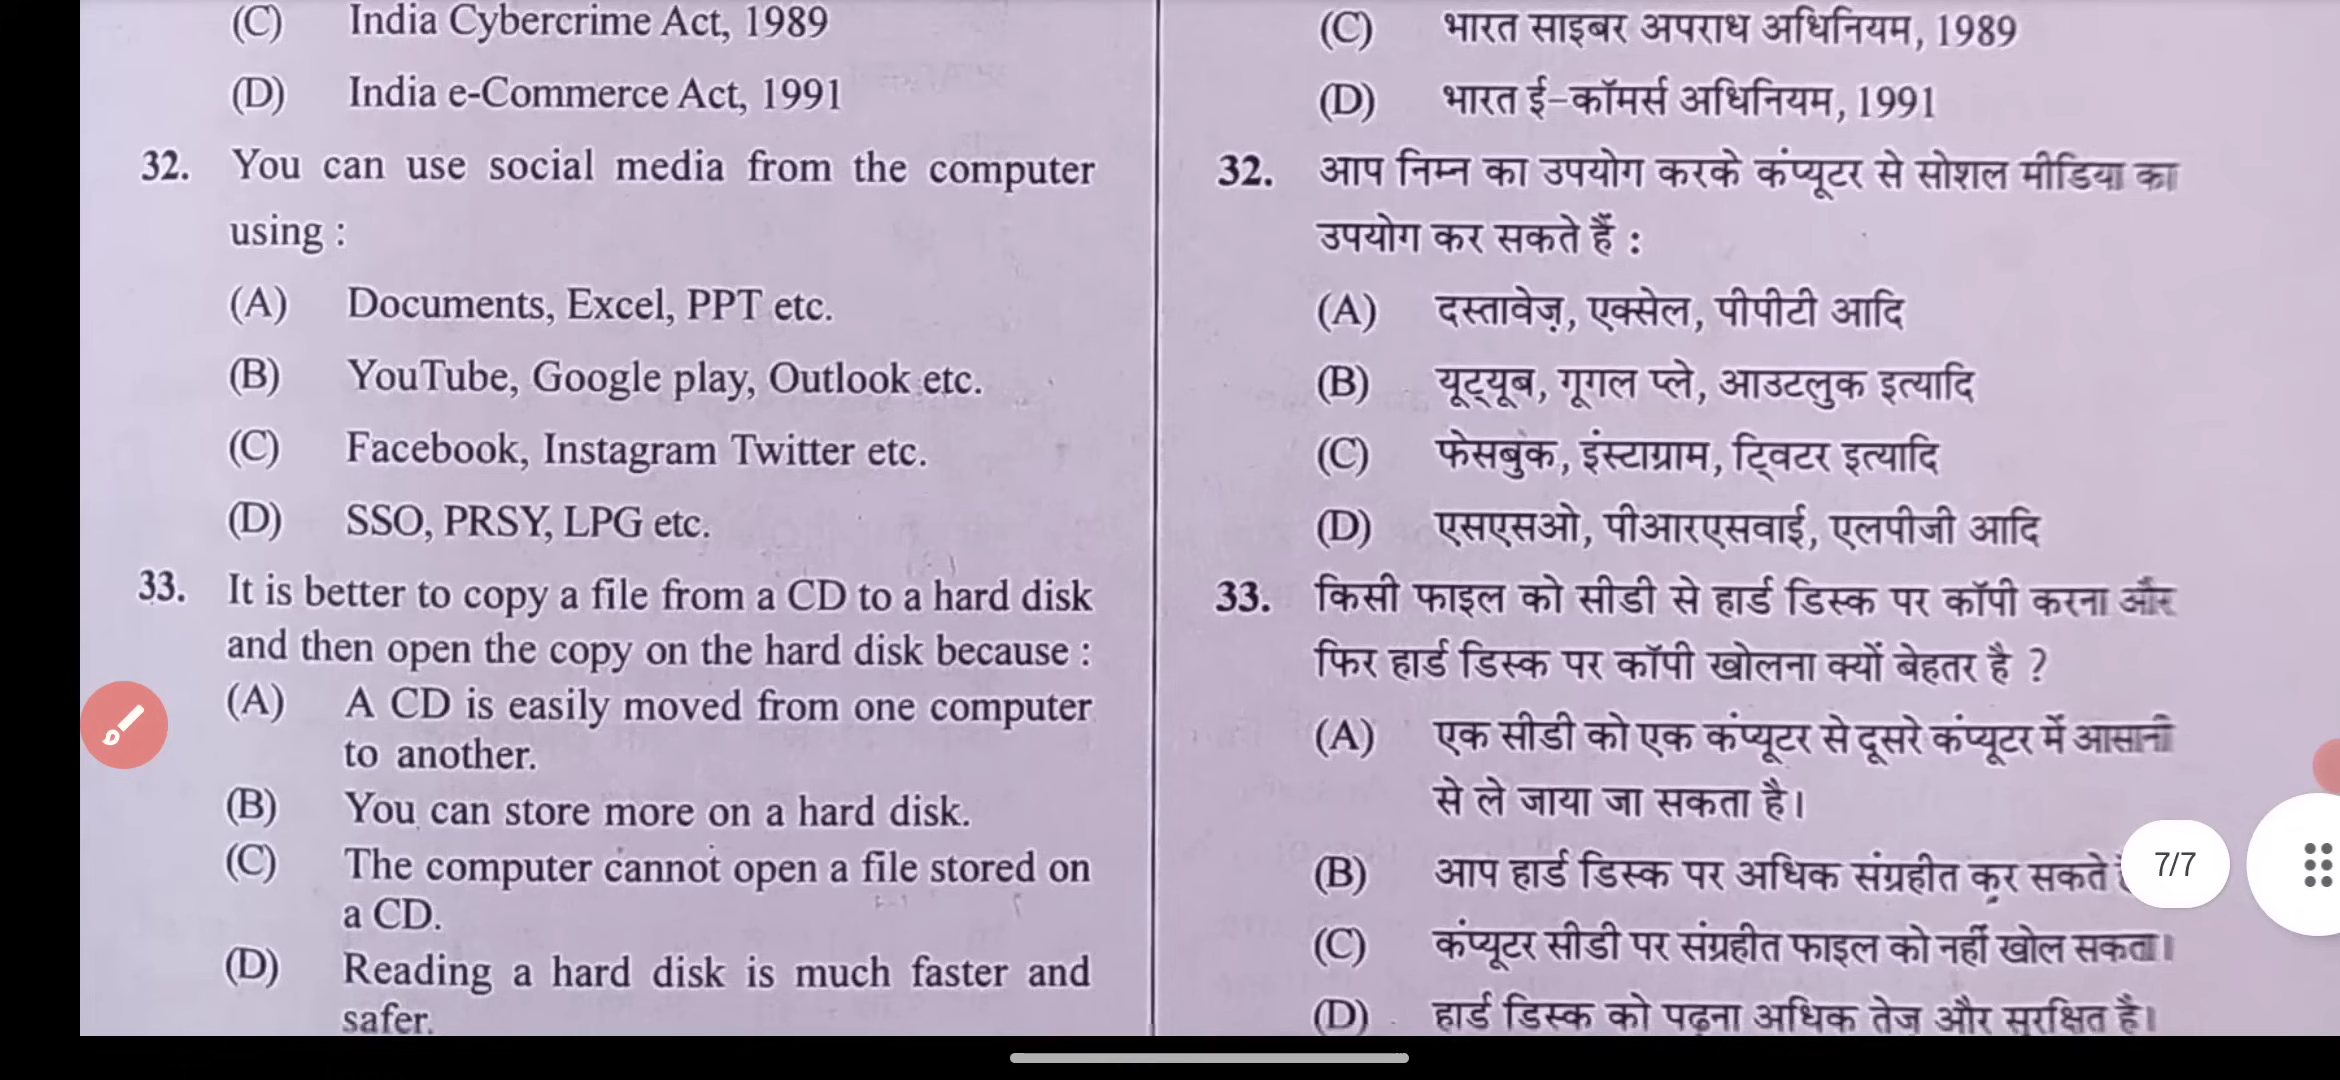 (C) India Cybercrime Act, 1989
(D) India e-Commerce Act, 1991
32. You can use social media from the computer
using :
(A) Documents, Excel, PPT etc.
(B) YouTube, Google play, Outlook etc.
(C) Facebook, Instagram Twitter etc.
(D) SSO, PRSY, LPG etc.
33. It is better to copy a file from a CD to a hard disk
and then open the copy on the hard disk because :
(A) A CD is easily moved from one computer
to another.
(B) You can store more on a hard disk.
(C) The computer cannot open a file stored on
a CD.
(D) Reading a hard disk is much faster and
safer.
(C) भारत साइबर अपराध अधिनियम, 1989
(D) भारत ई-कॉमर्स अधिनियम, 1991
32. आप निम्न का उपयोग करके कंप्यूटर से सोशल मीडिया का
उपयोग कर सकते हैं :
(A) दस्तावेज़, एक्सेल, पीपीटी आदि
(B) यूट्यूब, गूगल प्ले, आउटलुक इत्यादि
(C) फेसबुक, इंस्टाग्राम, ट्विटर इत्यादि
(D) एसएसओ, पीआरएसवाई, एलपीजी आदि
33. किसी फाइल को सीडी से हार्ड डिस्क पर कॉपी करना और
फिर हार्ड डिस्क पर कॉपी खोलना क्यों बेहतर है ?
(A) एक सीडी को एक कंप्यूटर से दूसरे कंप्यूटर में आसानी
से ले जाया जा सकता है।
(B) आप हार्ड डिस्क पर अधिक संग्रहीत कर सकते
(C) कंप्यूटर सीडी पर संग्रहीत फाइल को नहीं खोल सकता।
(D) हार्ड डिस्क को पढ़ना अधिक तेज और सुरक्षित है।
7/7